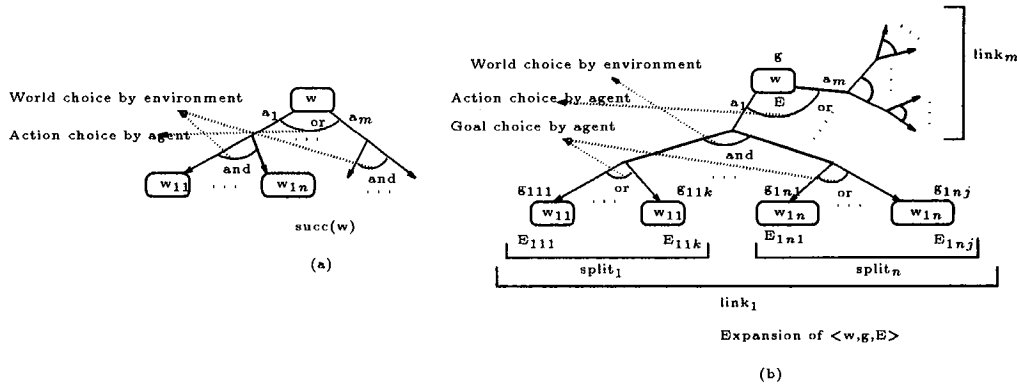 World choice by environment
Action choice by agent
w
a1
or
am
....
and
and
w11
....
w1n
....
succ(w)
(a)
World choice by environment
Action choice by agent
Goal choice by agent
g
w
a1
E
or
am
linkm
and
or
or
g111
g11k
g1n1
g1nj
w11
w11
w1n
w1n
E111
E11k
E1n1
E1nj
split1
splitn
link1
Expansion of <w,g,E>
(b)